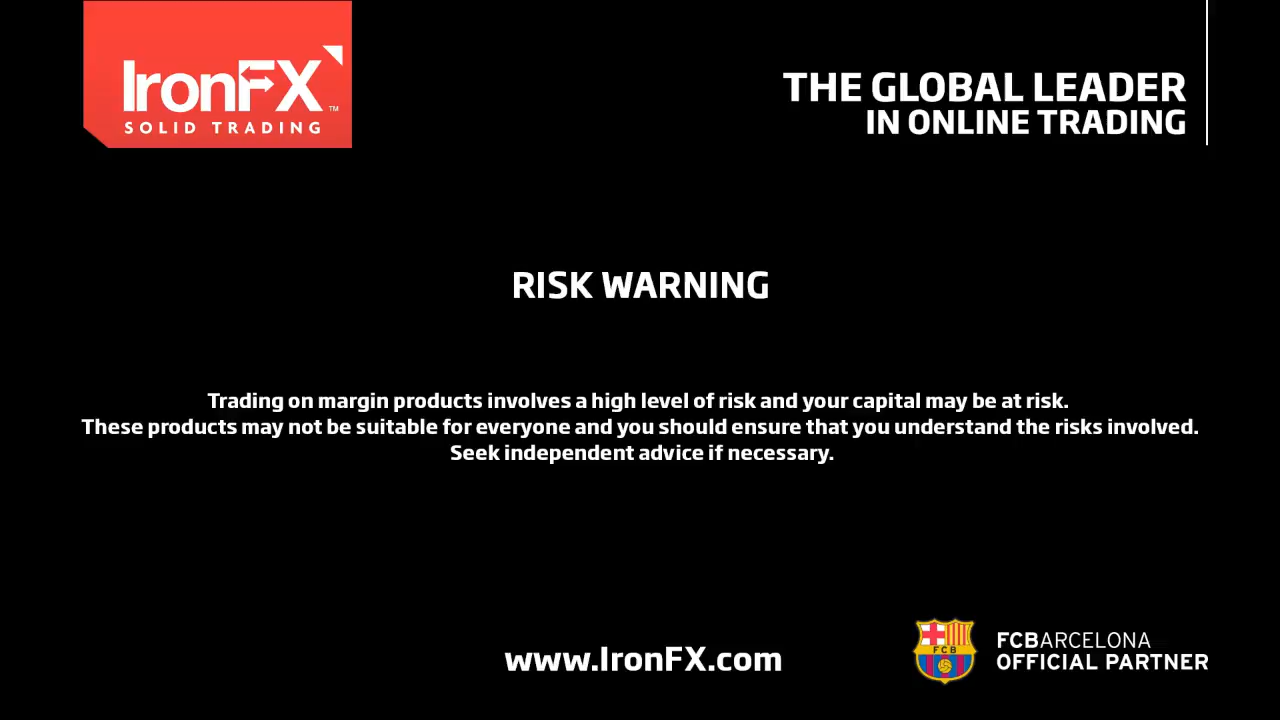 IronFX™
SOLID TRADING
THE GLOBAL LEADER
IN ONLINE TRADING
RISK WARNING
Trading on margin products involves a high level of risk and your capital may be at risk.
These products may not be suitable for everyone and you should ensure that you understand the risks involved.
Seek independent advice if necessary.
www.IronFX.com
FCB
FCBARCELONA
OFFICIAL PARTNER